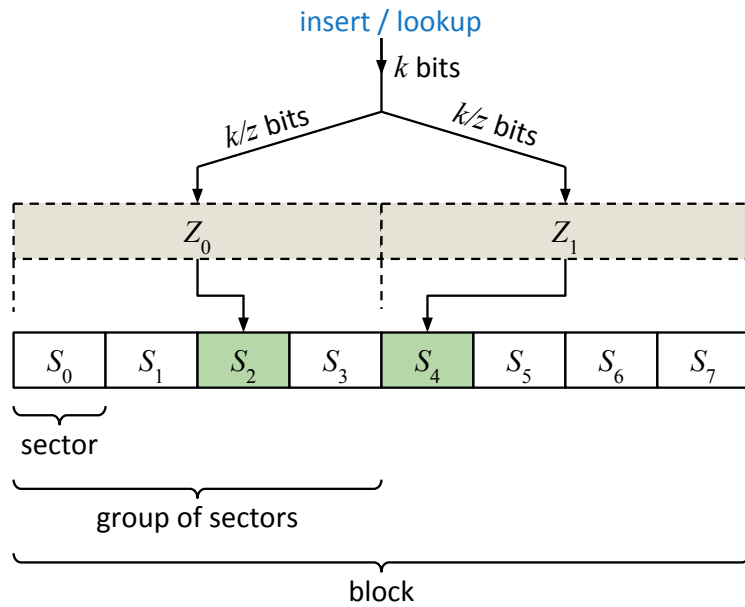 insert / lookup
k bits
k/z bits
k/z bits
Z₀ Z₁
S₀ S₁ S₂ S₃ S₄ S₅ S₆ S₇
sector
group of sectors
block